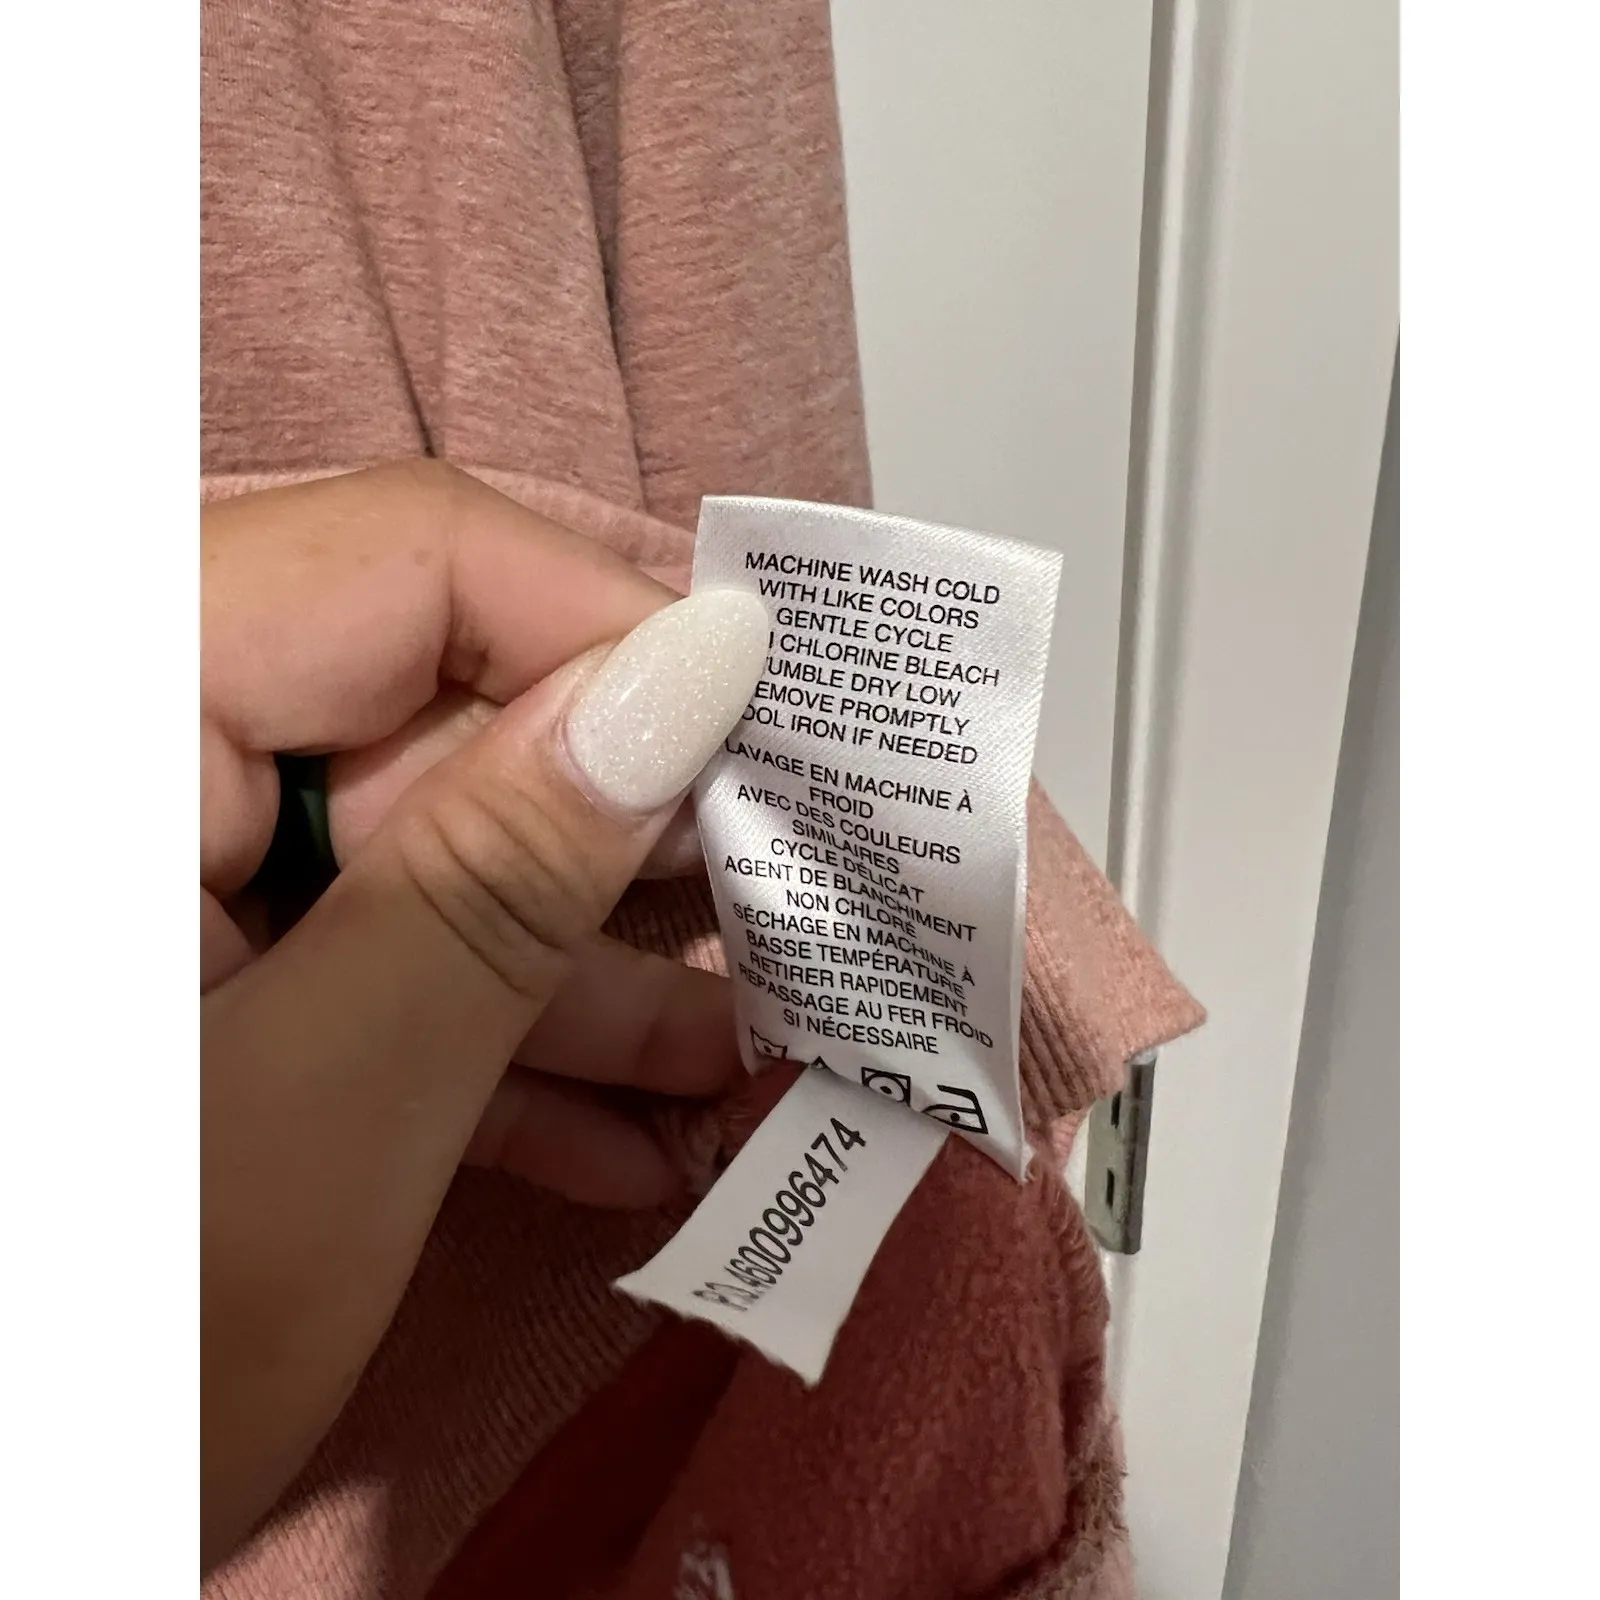 MACHINE WASH COLD
WITH LIKE COLORS
GENTLE CYCLE
CHLORINE BLEACH
UMBLE DRY LOW
EMOVE PROMPTLY
OOL IRON IF NEEDED
LAVAGE EN MACHINE À
FROID
AVEC DES COULEURS
SIMILAIRES
CYCLE DÉLICAT
AGENT DE BLANCHIMENT
NON CHLORÉ
SÉCHAGE EN MACHINE À
BASSE TEMPÉRATURE
RETIRER RAPIDEMENT
REPASSAGE AU FER FROID
SI NÉCESSAIRE
P.O.4600996474